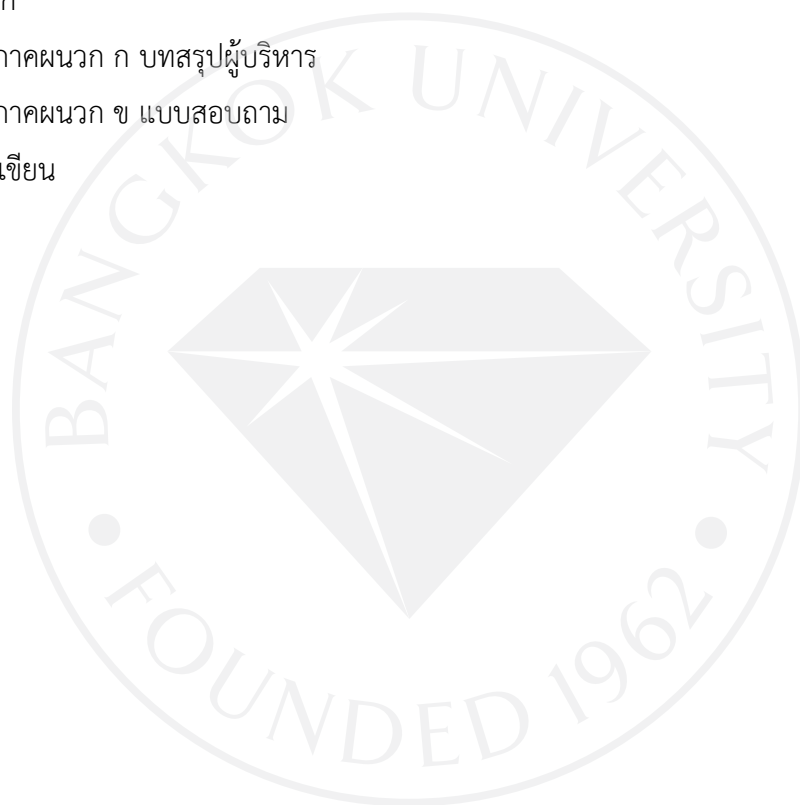 ภาคผนวก ก บทสรุปผู้บริหาร
ภาคผนวก ข แบบสอบถาม
เขียน
BANGKOK UNIVERSITY
• FOUNDED 1962 •